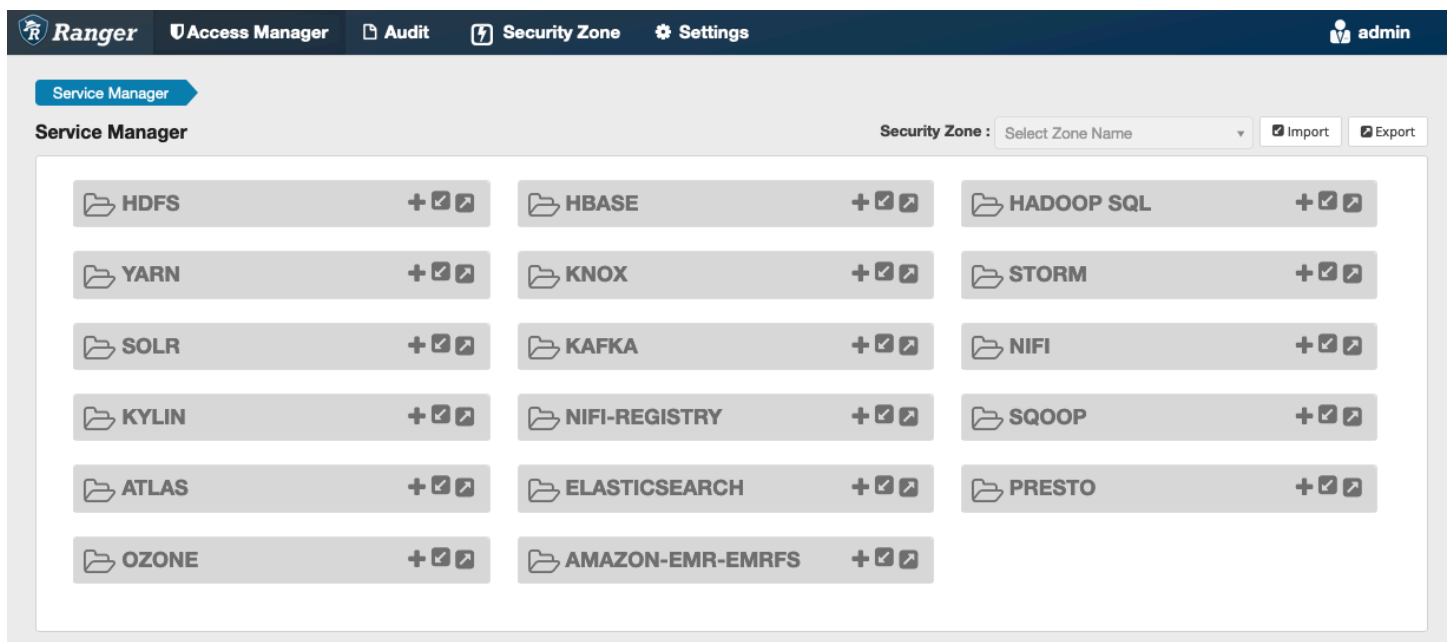 Ranger Access Manager Audit Security Zone Settings admin
Service Manager
Service Manager Security Zone : Select Zone Name Import Export
HDFS HBASE HADOOP SQL
YARN KNOX STORM
SOLR KAFKA NIFI
KYLIN NIFI-REGISTRY SQOOP
ATLAS ELASTICSEARCH PRESTO
OZONE AMAZON-EMR-EMRFS